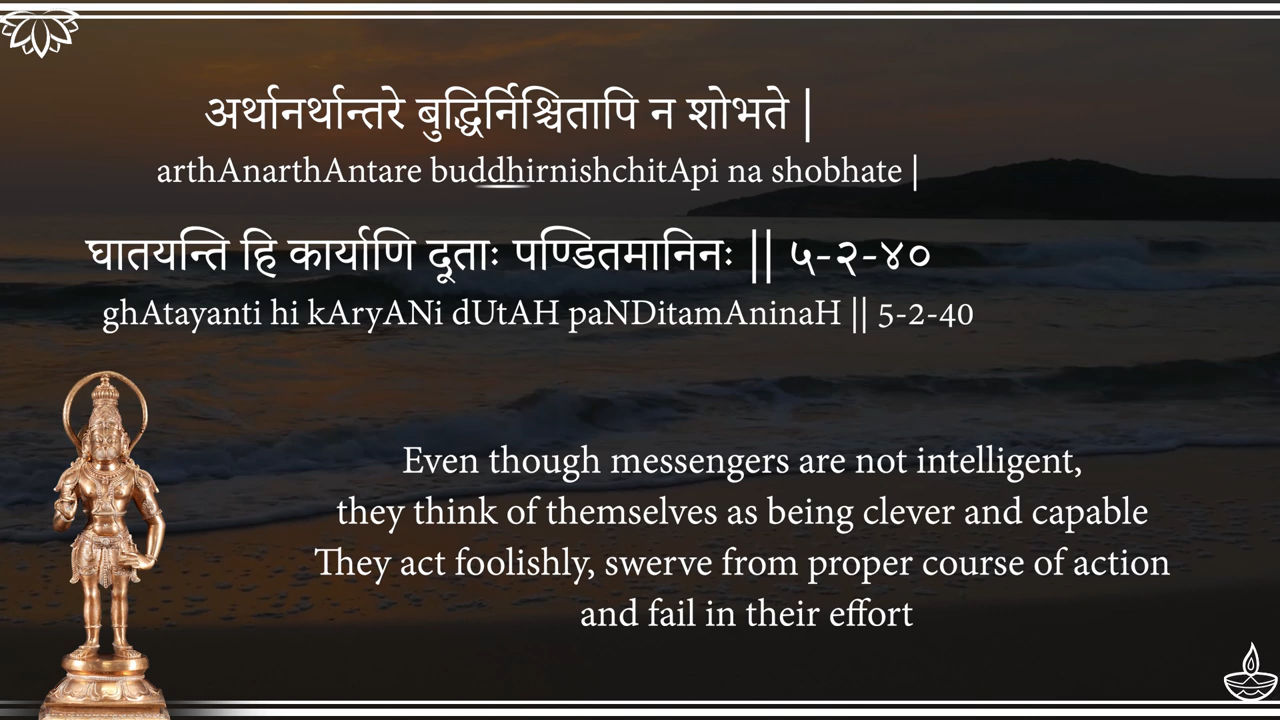 अर्थानर्थान्तरे बुद्धिर्निश्चितापि न शोभते |
arthAnarthAntare buddhirnishchitApi na shobhate |
घातयन्ति हि कार्याणि दूताः पण्डितमानिनः || ५-२-४०
ghAtayanti hi kAryANi dUtAH paNDitamAninaH || 5-2-40
Even though messengers are not intelligent,
they think of themselves as being clever and capable
They act foolishly, swerve from proper course of action
and fail in their effort